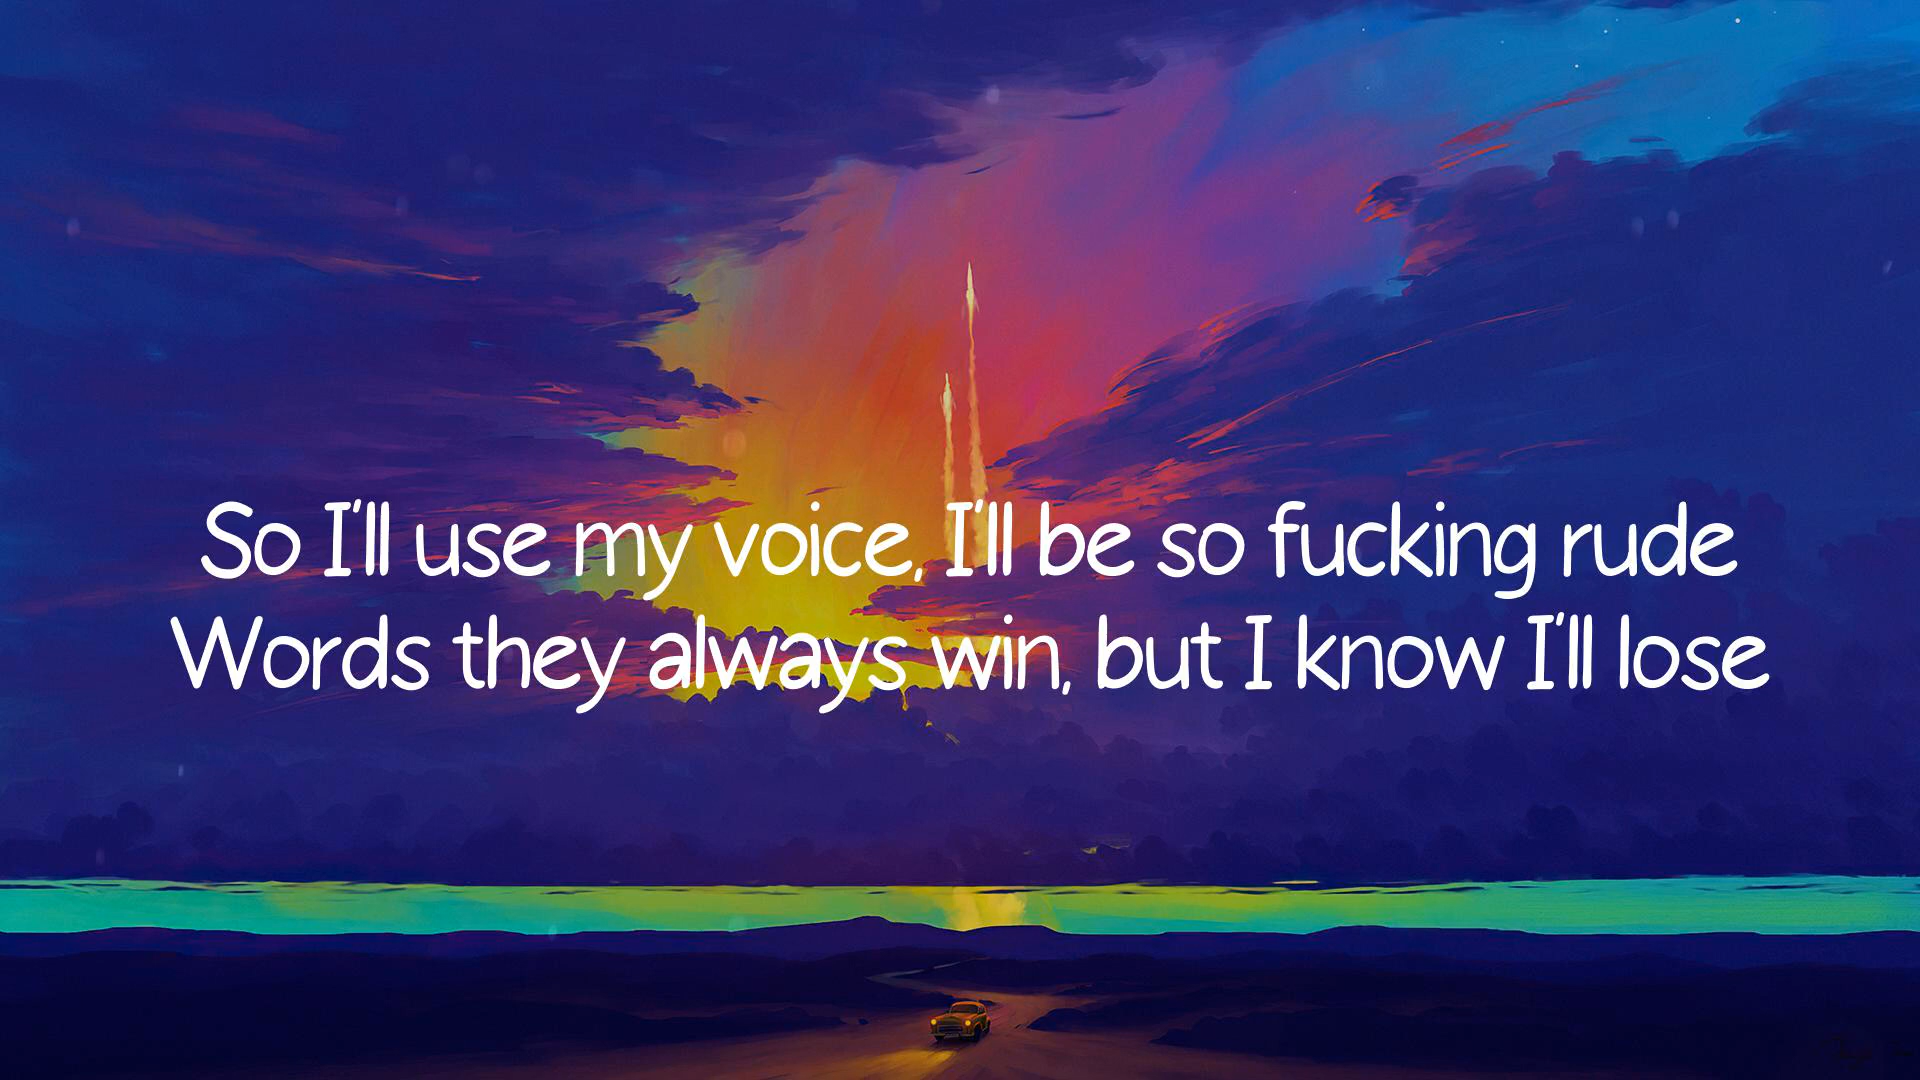 So I'll use my voice, I'll be so fucking rude
Words they always win, but I know I'll lose